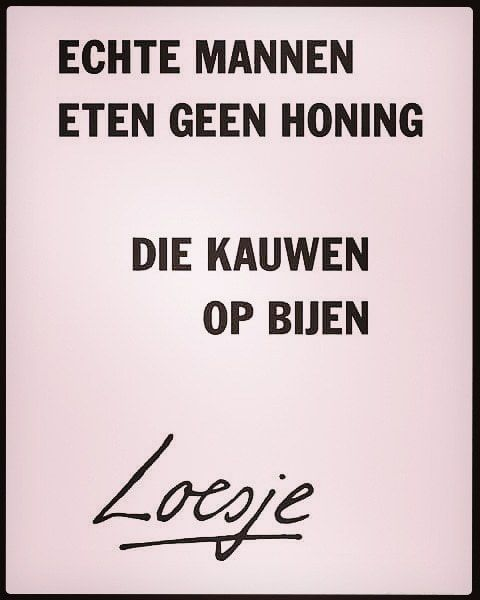 ECHTE MANNEN
ETEN GEEN HONING
DIE KAUWEN
OP BIJEN
Loesje